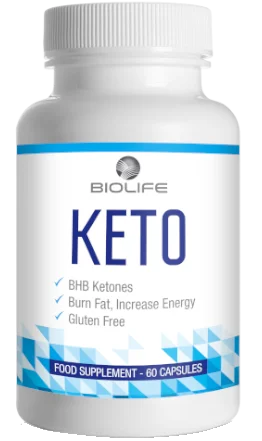 BIOLIFE
KETO
✓ BHB Ketones
✓ Burn Fat, Increase Energy
✓ Gluten Free
FOOD SUPPLEMENT - 60 CAPSULES